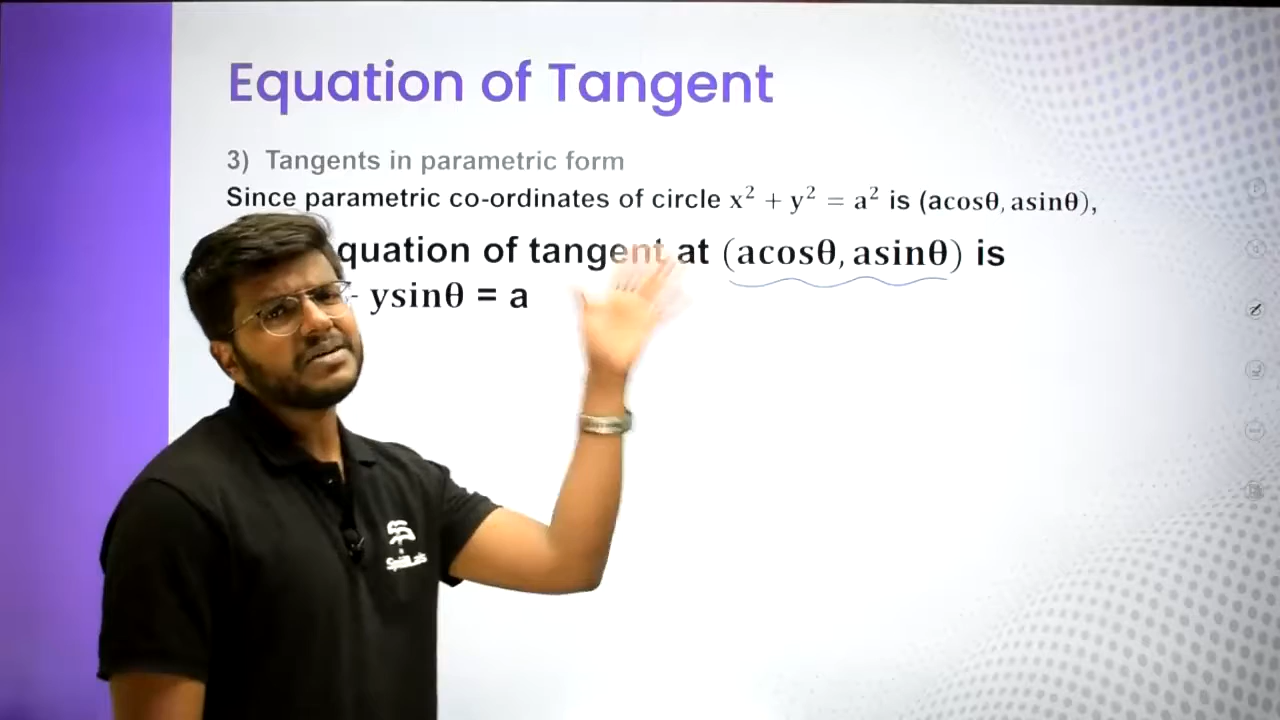 Equation of Tangent
3) Tangents in parametric form
Since parametric co-ordinates of circle x² + y² = a² is (acosθ, asinθ),
quation of tangent at (acosθ, asinθ) is
ysinθ = a